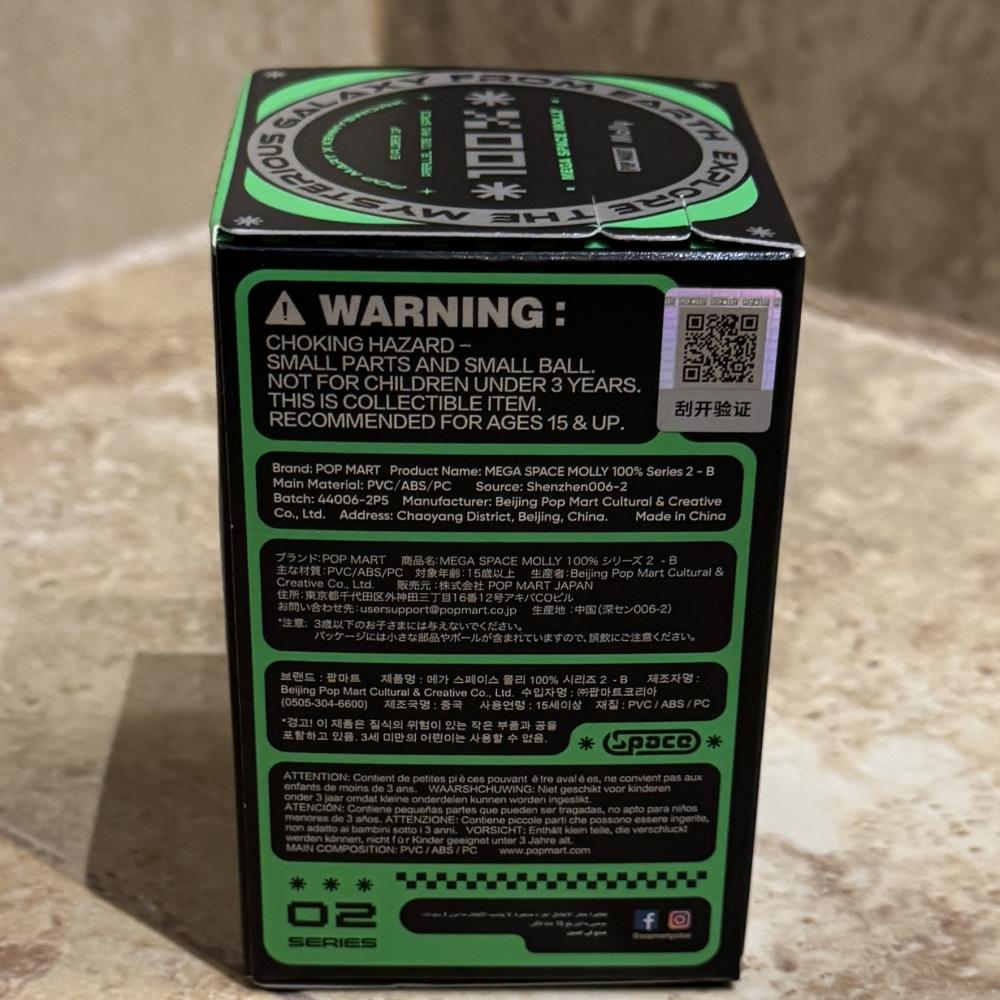 MYSTERIOUS GALAXY FROM EARTH EXPLORE THE
100%
MEGA SPACE MOLLY
POP MART Molly
WARNING :
CHOKING HAZARD –
SMALL PARTS AND SMALL BALL.
NOT FOR CHILDREN UNDER 3 YEARS.
THIS IS COLLECTIBLE ITEM.
RECOMMENDED FOR AGES 15 & UP.
刮开验证
Brand: POP MART Product Name: MEGA SPACE MOLLY 100% Series 2 - B
Main Material: PVC/ABS/PC Source: Shenzhen006-2
Batch: 44006-2P5 Manufacturer: Beijing Pop Mart Cultural & Creative
Co., Ltd. Address: Chaoyang District, Beijing, China. Made in China
ブランド:POP MART 商品名:MEGA SPACE MOLLY 100% シリーズ 2 - B
主な材質:PVC/ABS/PC 対象年齢:15歳以上 生産者:Beijing Pop Mart Cultural &
Creative Co., Ltd. 販売元:株式会社 POP MART JAPAN
住所:東京都千代田区外神田三丁目16番12号アキバCOビル
お問い合わせ先:usersupport@popmart.co.jp 生産地:中国(深セン006-2)
*注意: 3歳以下のお子さまには与えないでください。
パッケージには小さな部品やボールが含まれていますので、誤飲にご注意ください。
브랜드 : 팝마트 제품명 : 메가 스페이스 몰리 100% 시리즈 2 - B 제조자명 :
Beijing Pop Mart Cultural & Creative Co., Ltd. 수입자명 : ㈜팝마트코리아
(0505-304-6600) 제조국명 : 중국 사용연령 : 15세이상 재질 : PVC / ABS / PC
*경고! 이 제품은 질식의 위험이 있는 작은 부품과 공을
포함하고 있음. 3세 미만의 어린이는 사용할 수 없음.
Space
ATTENTION: Contient de petites pièces pouvant être avalées, ne convient pas aux
enfants de moins de 3 ans. WAARSHCHUWING: Niet geschikt voor kinderen
onder 3 jaar omdat kleine onderdelen kunnen worden ingeslikt.
ATENCIÓN: Contiene pequeñas partes que pueden ser tragadas, no apto para niños
menores de 3 años. ATTENZIONE: Contiene piccole parti che possono essere ingerite,
non adatto ai bambini sotto i 3 anni. VORSICHT: Enthält klein teile, die verschluckt
werden können, nicht für Kinder geeignet unter 3 Jahre alt.
MAIN COMPOSITION: PVC / ABS / PC www.popmart.com
02
SERIES
صنع في الصين
@popmartglobal